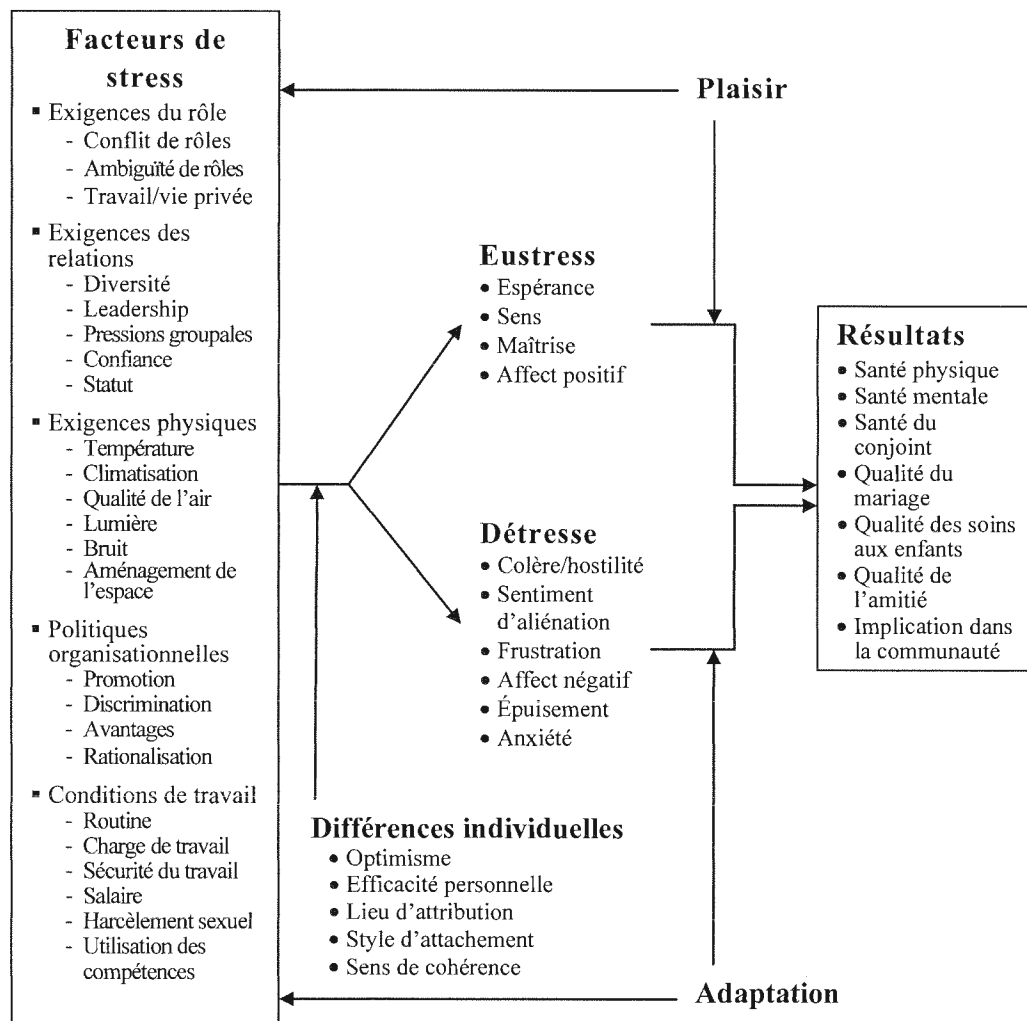 Facteurs de
stress
▪ Exigences du rôle
- Conflit de rôles
- Ambiguïté de rôles
- Travail/vie privée
▪ Exigences des
relations
- Diversité
- Leadership
- Pressions groupales
- Confiance
- Statut
▪ Exigences physiques
- Température
- Climatisation
- Qualité de l'air
- Lumière
- Bruit
- Aménagement de
l'espace
▪ Politiques
organisationnelles
- Promotion
- Discrimination
- Avantages
- Rationalisation
▪ Conditions de travail
- Routine
- Charge de travail
- Sécurité du travail
- Salaire
- Harcèlement sexuel
- Utilisation des
compétences
Plaisir
Eustress
• Espérance
• Sens
• Maîtrise
• Affect positif
Détresse
• Colère/hostilité
• Sentiment
d'aliénation
• Frustration
• Affect négatif
• Épuisement
• Anxiété
Différences individuelles
• Optimisme
• Efficacité personnelle
• Lieu d'attribution
• Style d'attachement
• Sens de cohérence
Adaptation
Résultats
• Santé physique
• Santé mentale
• Santé du
conjoint
• Qualité du
mariage
• Qualité des soins
aux enfants
• Qualité de
l'amitié
• Implication dans
la communauté